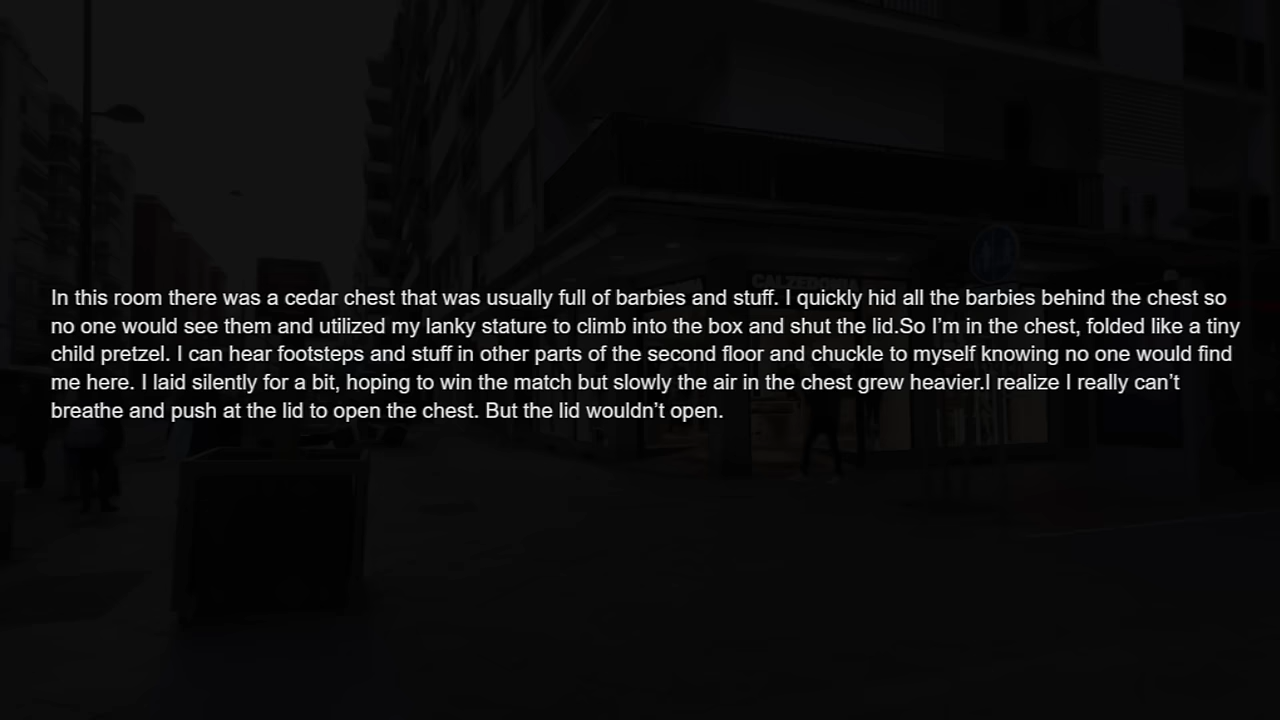 In this room there was a cedar chest that was usually full of barbies and stuff. I quickly hid all the barbies behind the chest so
no one would see them and utilized my lanky stature to climb into the box and shut the lid.So I’m in the chest, folded like a tiny
child pretzel. I can hear footsteps and stuff in other parts of the second floor and chuckle to myself knowing no one would find
me here. I laid silently for a bit, hoping to win the match but slowly the air in the chest grew heavier.I realize I really can’t
breathe and push at the lid to open the chest. But the lid wouldn’t open.